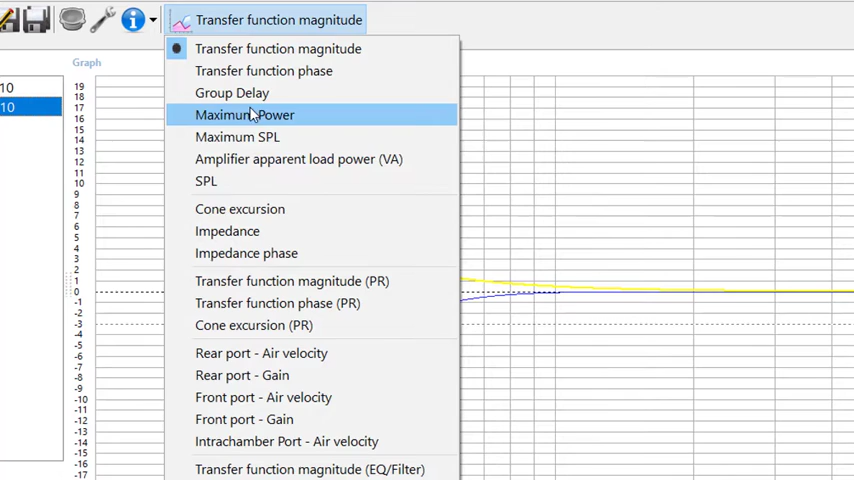 Transfer function magnitude
Transfer function magnitude
Transfer function phase
Group Delay
Maximum Power
Maximum SPL
Amplifier apparent load power (VA)
SPL
Cone excursion
Impedance
Impedance phase
Transfer function magnitude (PR)
Transfer function phase (PR)
Cone excursion (PR)
Rear port - Air velocity
Rear port - Gain
Front port - Air velocity
Front port - Gain
Intrachamber Port - Air velocity
Transfer function magnitude (EQ/Filter)
10
10
Graph
19
18
17
16
15
14
13
12
11
10
9
8
7
6
5
4
3
2
1
0
-1
-2
-3
-4
-5
-6
-7
-8
-9
-10
-11
-12
-13
-14
-15
-16
-17